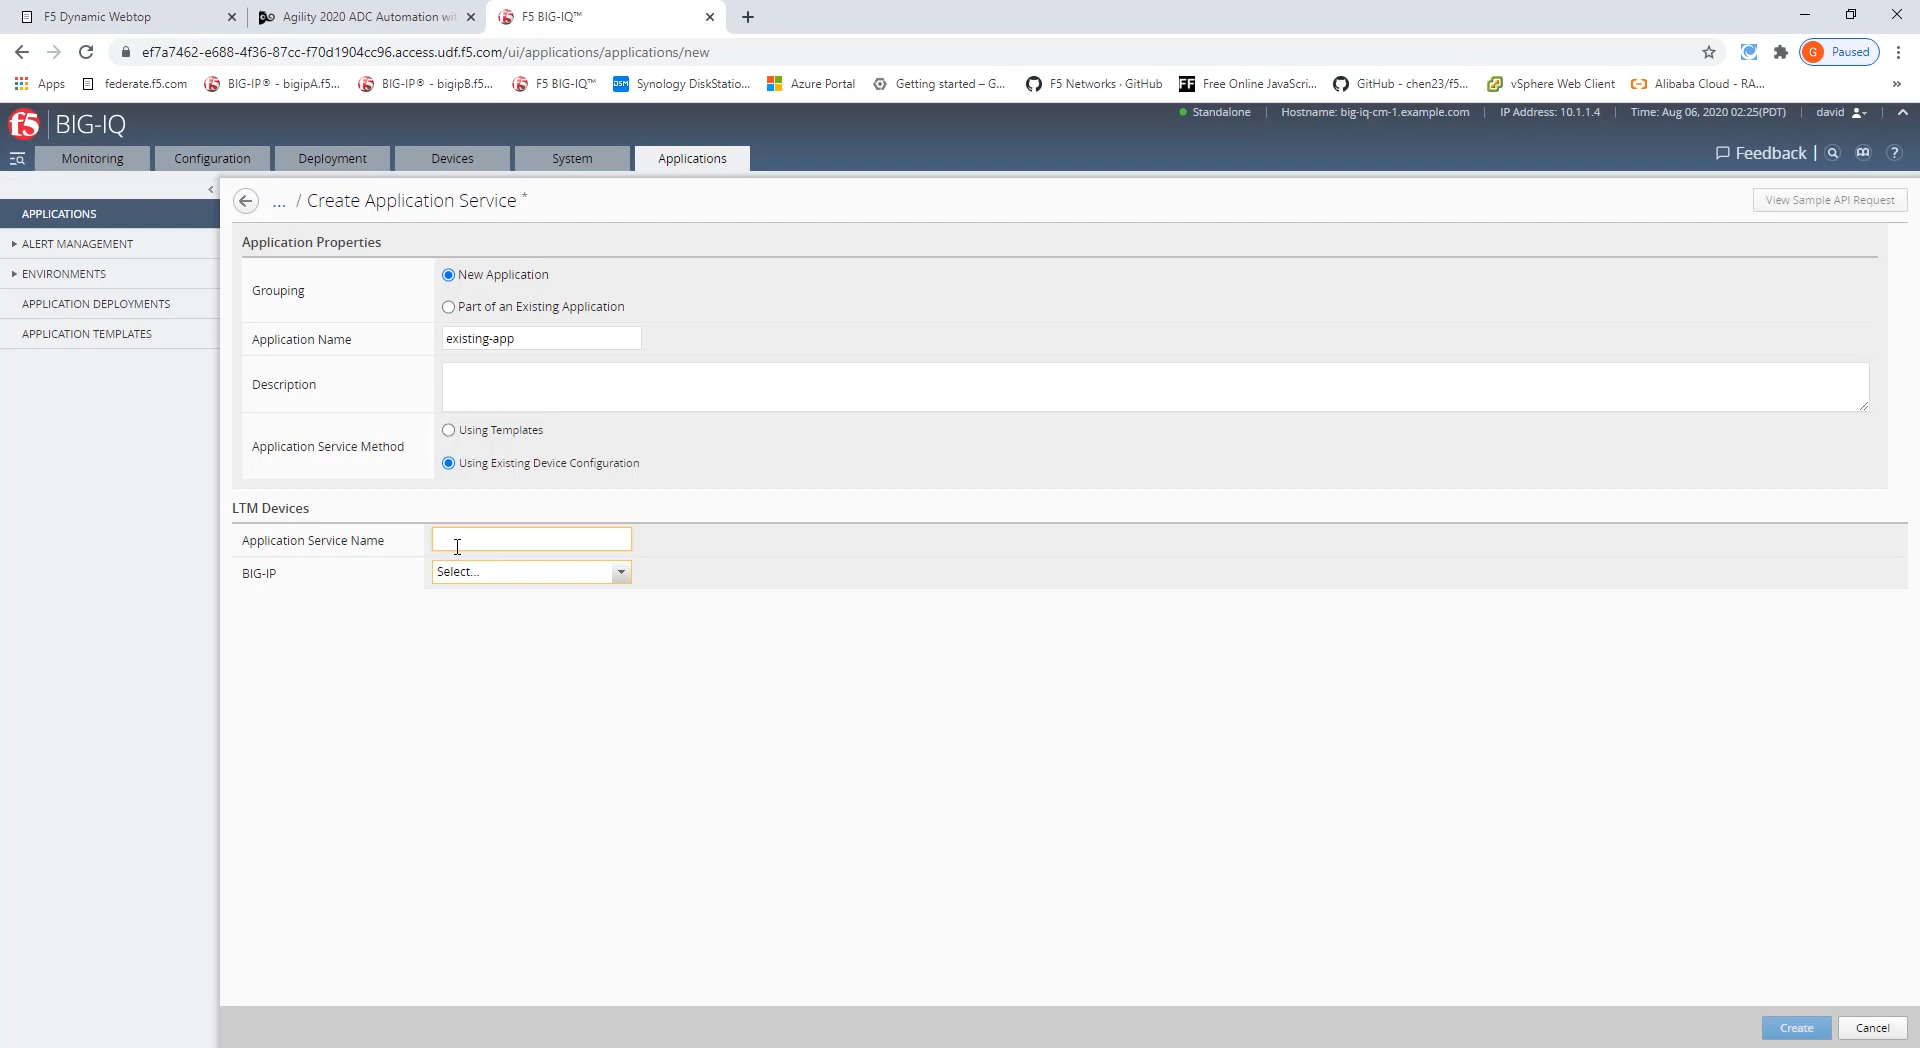 F5 Dynamic Webtop
Agility 2020 ADC Automation wit
F5 BIG-IQ™
ef7a7462-e688-4f36-87cc-f70d1904cc96.access.udf.f5.com/ui/applications/applications/new
G Paused
Apps
federate.f5.com
BIG-IP® - bigipA.f5...
BIG-IP® - bigipB.f5...
F5 BIG-IQ™
DSM Synology DiskStatio...
Azure Portal
Getting started – G...
F5 Networks · GitHub
FF Free Online JavaScri...
GitHub - chen23/f5...
vSphere Web Client
Alibaba Cloud - RA...
»
f5 BIG-IQ
Standalone
Hostname: big-iq-cm-1.example.com
IP Address: 10.1.1.4
Time: Aug 06, 2020 02:25(PDT)
david
Monitoring
Configuration
Deployment
Devices
System
Applications
Feedback
?
APPLICATIONS
ALERT MANAGEMENT
ENVIRONMENTS
APPLICATION DEPLOYMENTS
APPLICATION TEMPLATES
... / Create Application Service *
View Sample API Request
Application Properties
Grouping
New Application
Part of an Existing Application
Application Name
existing-app
Description
Application Service Method
Using Templates
Using Existing Device Configuration
LTM Devices
Application Service Name
BIG-IP
Select...
Create
Cancel